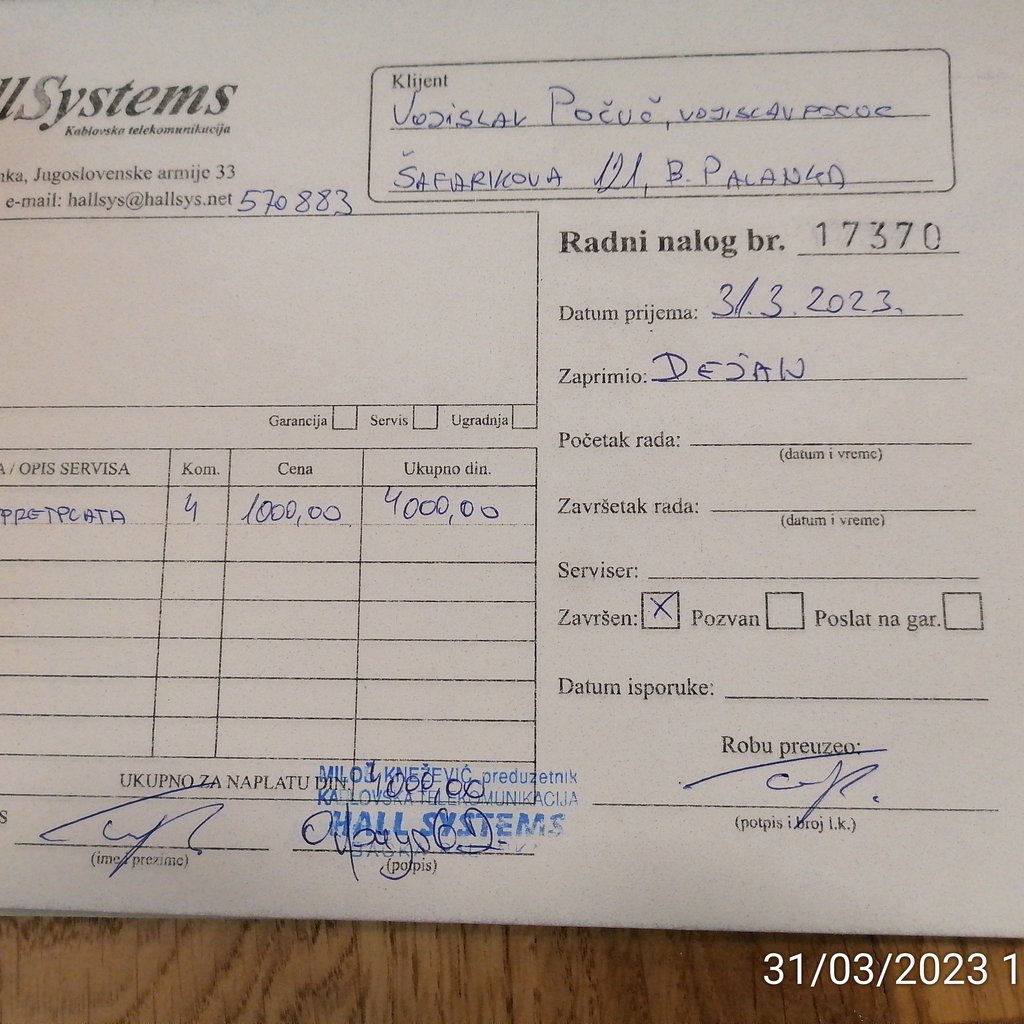 llSystems
Kablovska telekomunikacija
nka, Jugoslovenske armije 33
e-mail: hallsys@hallsys.net 570883
Klijent
VOJISLAV POČUČ, VOJISLAVPOCUC
ŠAFARIKOVA 121, B. PALANKA
Radni nalog br. 17370
Datum prijema: 31.3.2023.
Zaprimio: DEJAN
Garancija Servis Ugradnja
Početak rada:
(datum i vreme)
A / OPIS SERVISA Kom. Cena Ukupno din.
PRETPLATA 4 1000,00 4000,00
Završetak rada:
(datum i vreme)
Serviser:
Završen: X Pozvan Poslat na gar.
Datum isporuke:
Robu preuzeo:
(potpis i broj l.k.)
UKUPNO ZA NAPLATU DIN. 4000,00
MILOŠ KNEŽEVIĆ preduzetnik
KABLOVSKA TELEKOMUNIKACIJA
HALL SYSTEMS
S
(ime i prezime) (potpis)
31/03/2023 1